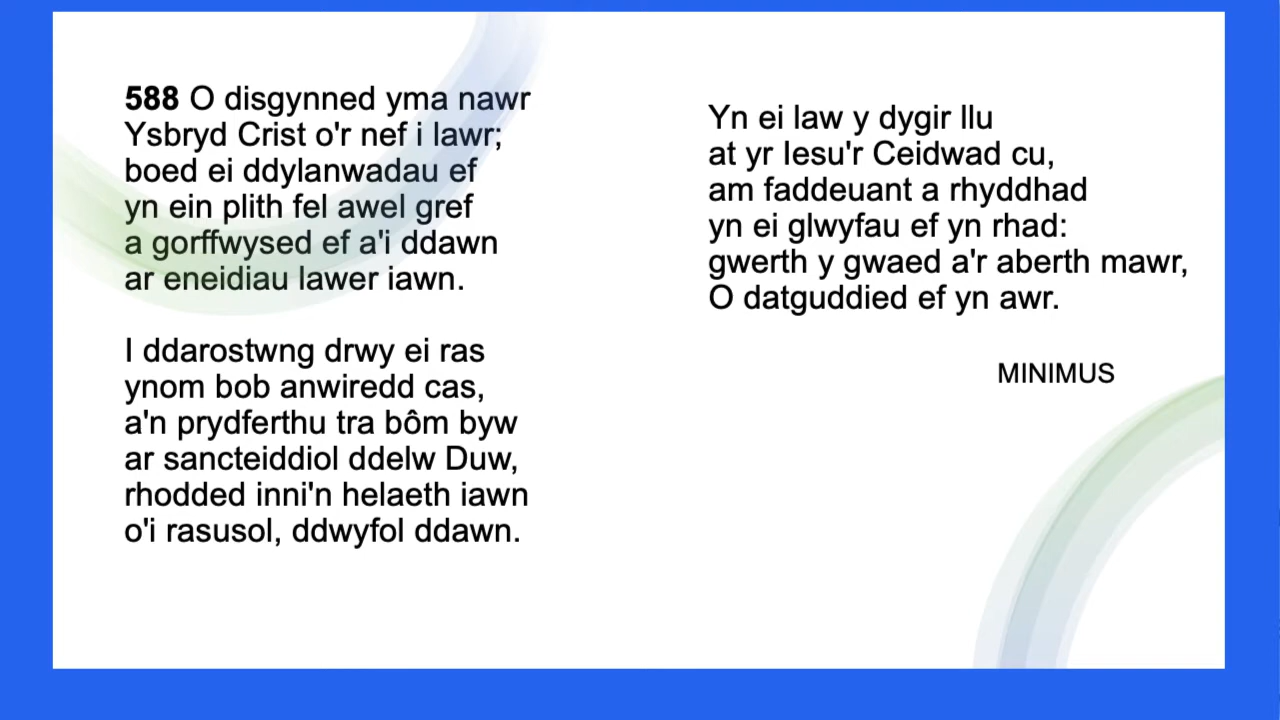 588 O disgynned yma nawr
Ysbryd Crist o'r nef i lawr;
boed ei ddylanwadau ef
yn ein plith fel awel gref
a gorffwysed ef a'i ddawn
ar eneidiau lawer iawn.
I ddarostwng drwy ei ras
ynom bob anwiredd cas,
a'n prydferthu tra bôm byw
ar sancteiddiol ddelw Duw,
rhodded inni'n helaeth iawn
o'i rasusol, ddwyfol ddawn.
Yn ei law y dygir llu
at yr Iesu'r Ceidwad cu,
am faddeuant a rhyddhad
yn ei glwyfau ef yn rhad:
gwerth y gwaed a'r aberth mawr,
O datguddied ef yn awr.
MINIMUS